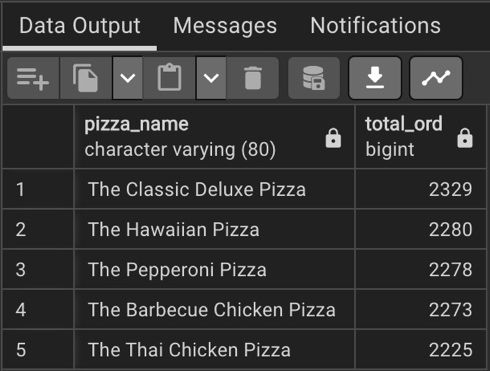 Data Output Messages Notifications
pizza_name total_ord
character varying (80) bigint
1 The Classic Deluxe Pizza 2329
2 The Hawaiian Pizza 2280
3 The Pepperoni Pizza 2278
4 The Barbecue Chicken Pizza 2273
5 The Thai Chicken Pizza 2225